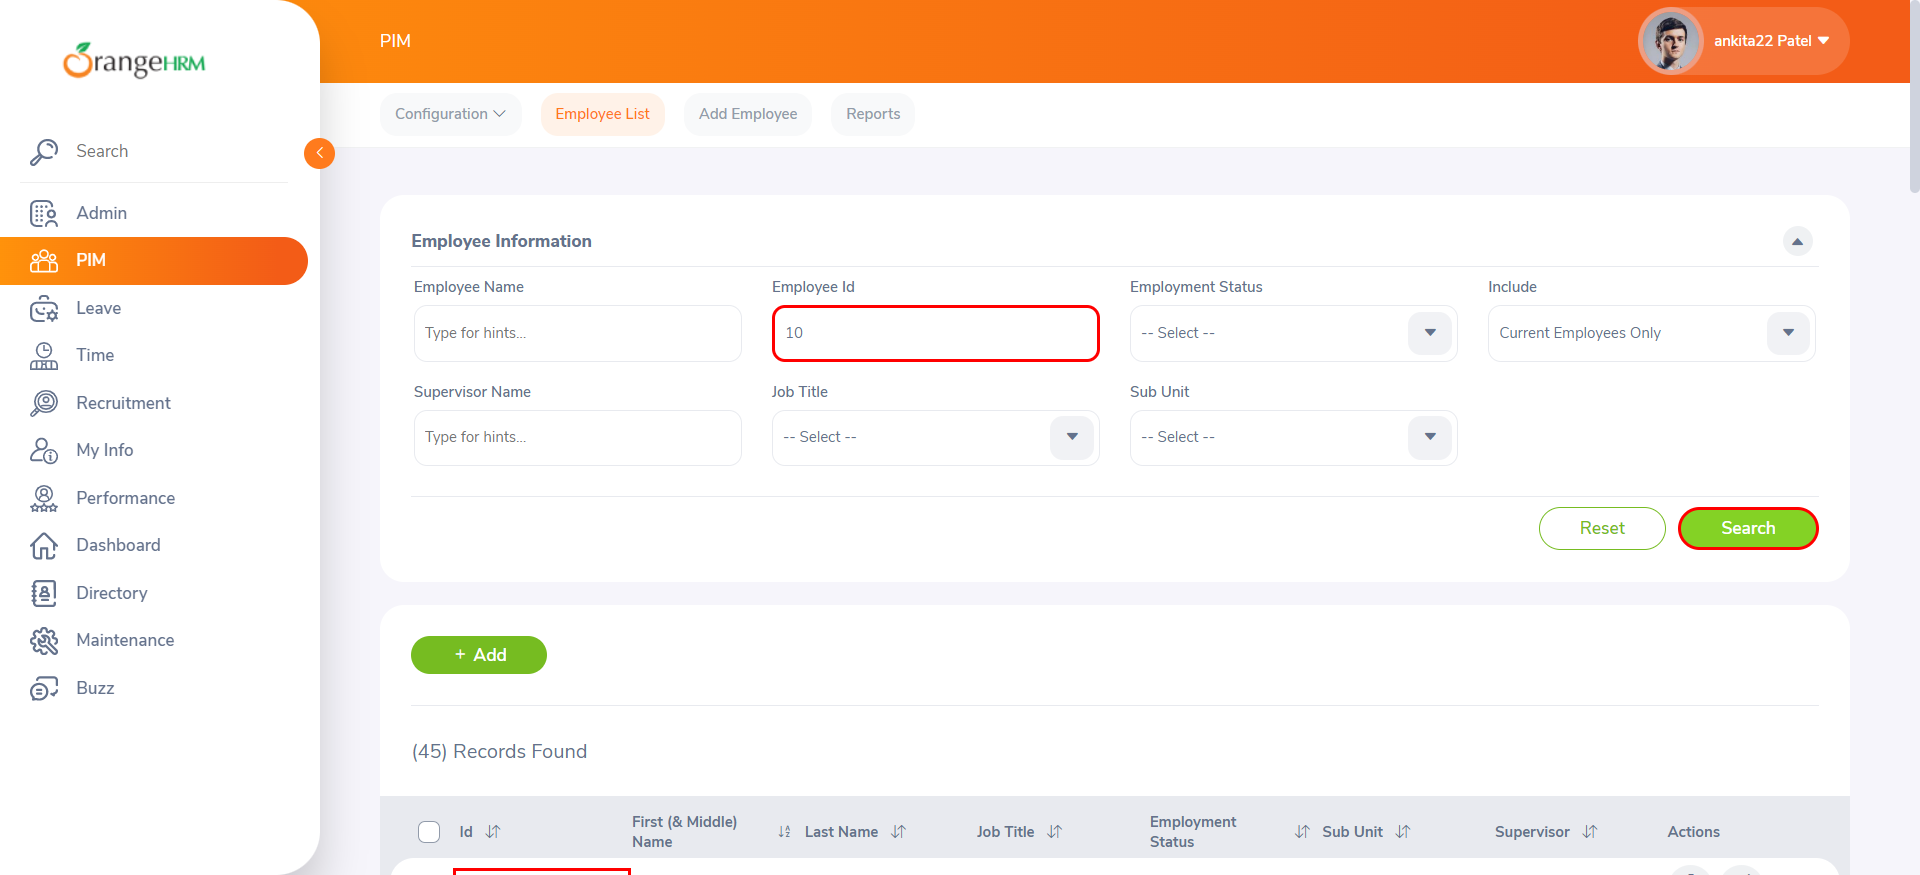 OrangeHRM
PIM
ankita22 Patel
Configuration
Employee List
Add Employee
Reports
Search
Admin
PIM
Leave
Time
Recruitment
My Info
Performance
Dashboard
Directory
Maintenance
Buzz
Employee Information
Employee Name
Employee Id
Employment Status
Include
Type for hints...
10
-- Select --
Current Employees Only
Supervisor Name
Job Title
Sub Unit
Type for hints...
-- Select --
-- Select --
Reset
Search
+ Add
(45) Records Found
Id
First (& Middle) Name
Last Name
Job Title
Employment Status
Sub Unit
Supervisor
Actions